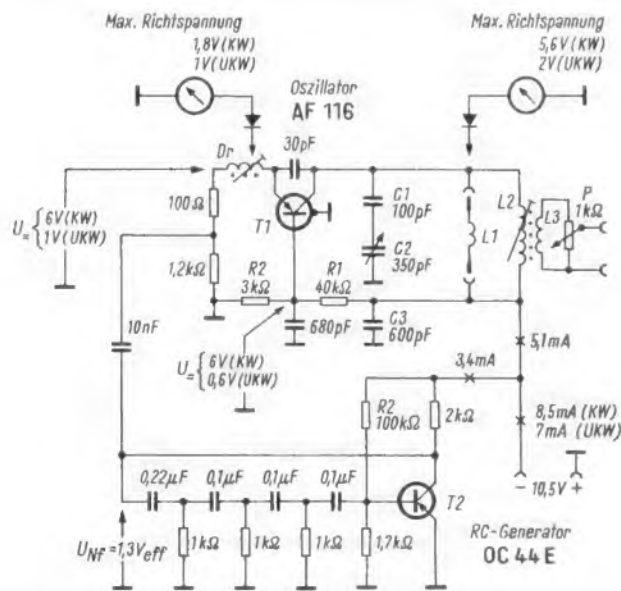 Max. Richtspannung
1,8V (KW)
1V (UKW)
Max. Richtspannung
5,6V (KW)
2V (UKW)
Oszillator
AF 116
30pF
Dr
100Ω
T1
C1
100pF
C2
350pF
L1
L2
L3
P
1kΩ
U= {6V (KW)
1V (UKW)
1,2kΩ
R2
3kΩ
R1
40kΩ
10nF
680pF
C3
600pF
5,1mA
U= {6V (KW)
0,6V (UKW)
3,4mA
R2
100kΩ
2kΩ
8,5mA (KW)
7mA (UKW)
− 10,5V +
0,22µF
0,1µF
0,1µF
0,1µF
T2
UNf=1,3Veff
1kΩ
1kΩ
1kΩ
1,7kΩ
RC-Generator
OC 44 E